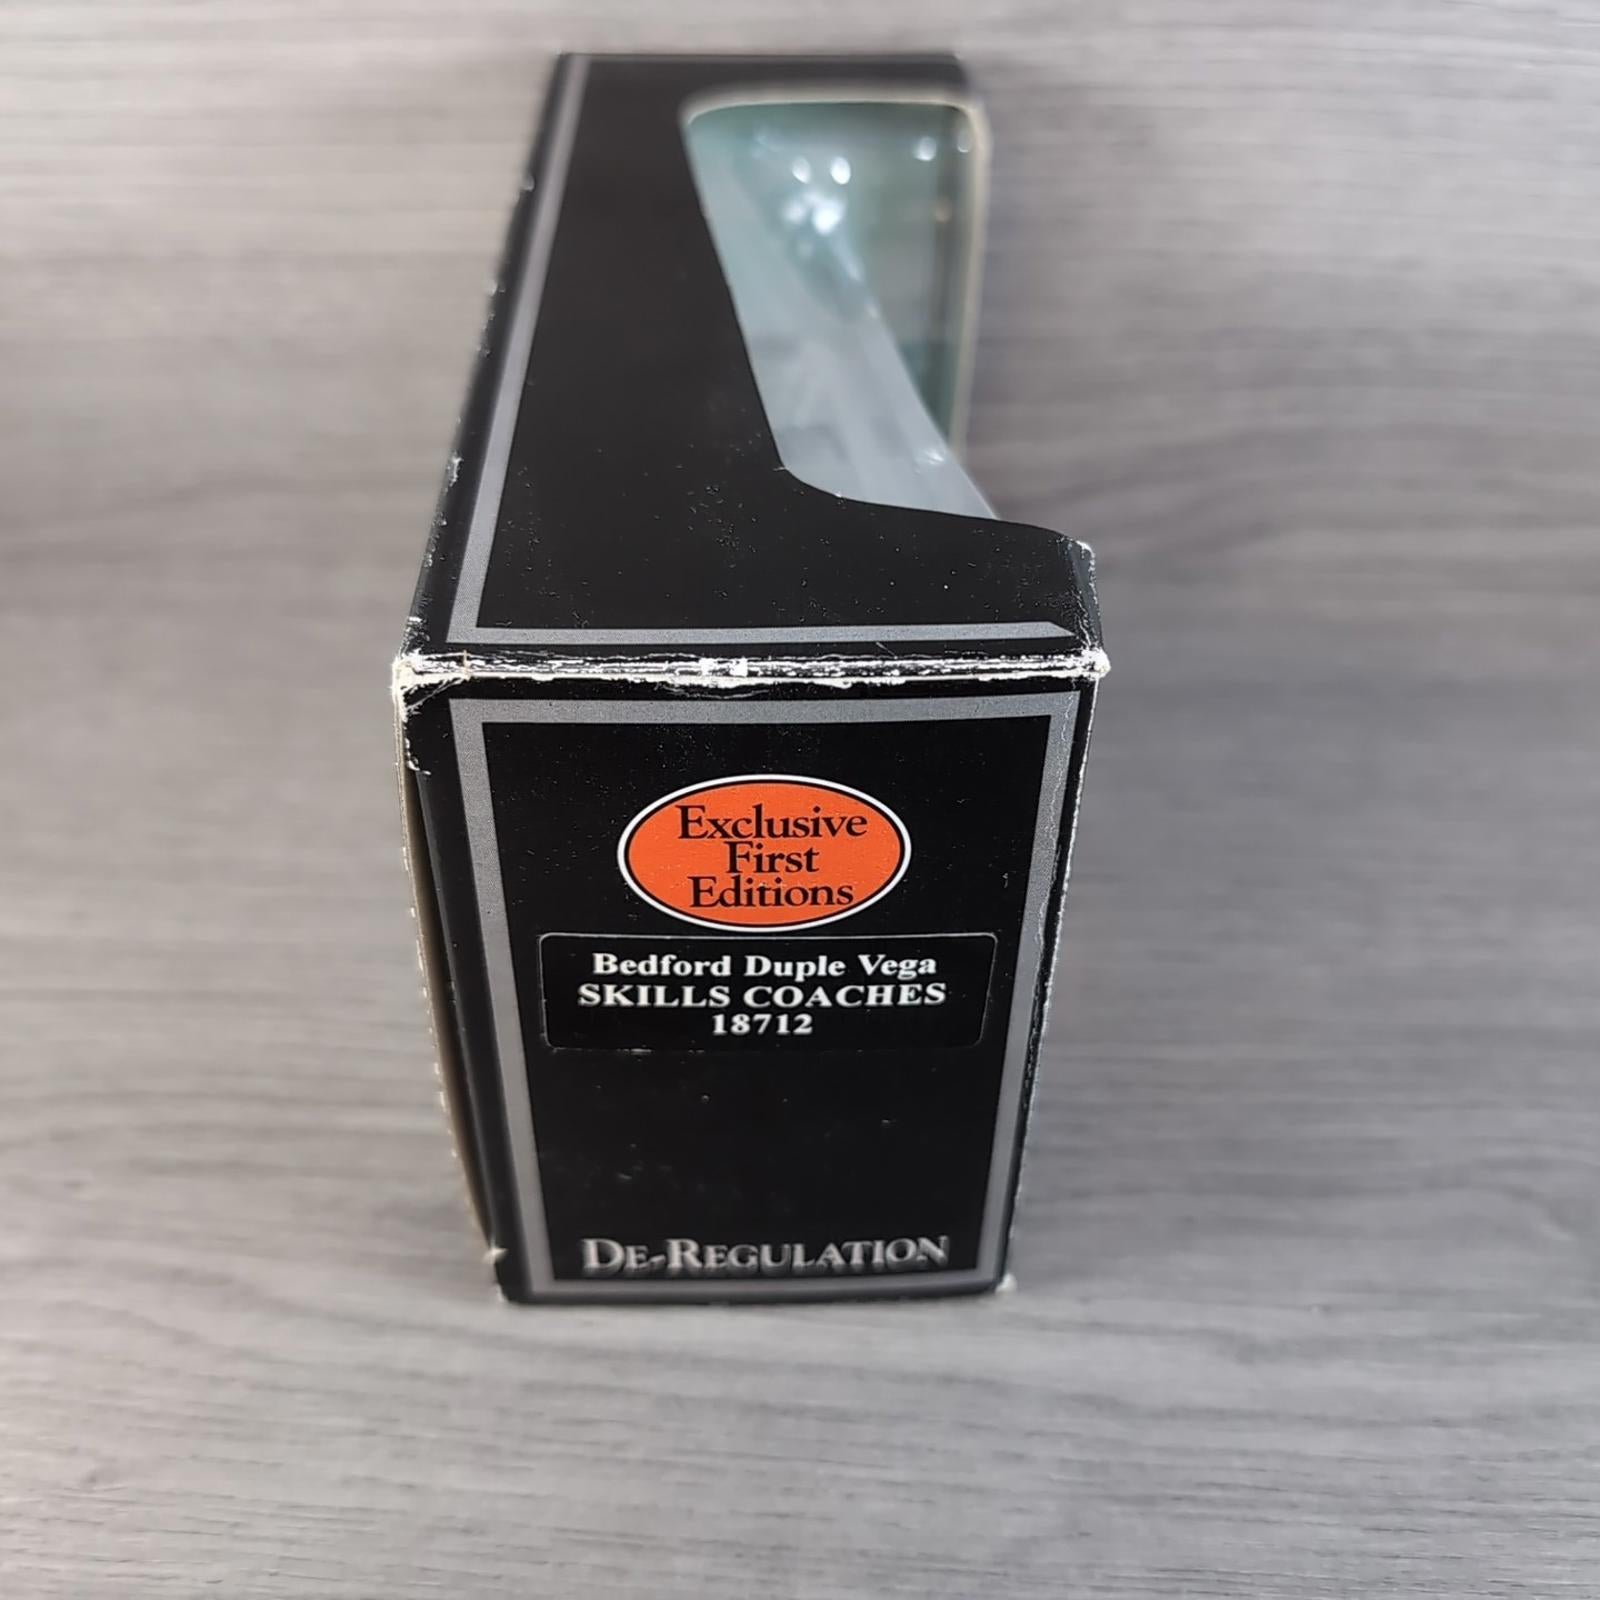 Exclusive
First
Editions
Bedford Duple Vega
SKILLS COACHES
18712
DE-REGULATION